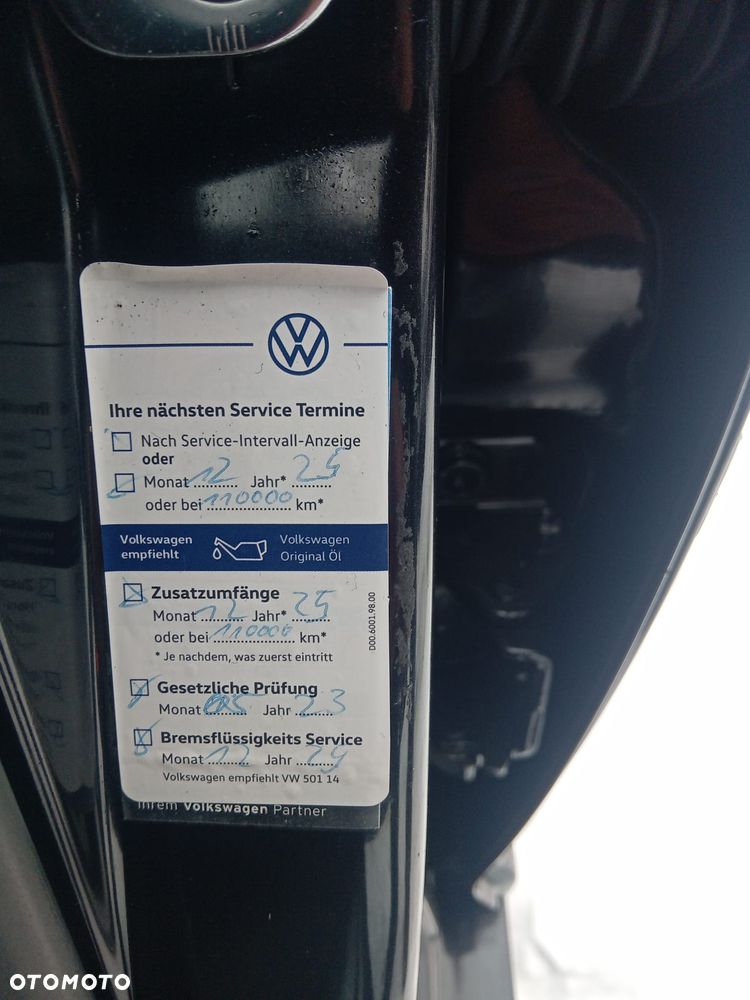 Ihre nächsten Service Termine
Nach Service-Intervall-Anzeige
oder
Monat 12 Jahr* 25
oder bei 110000 km*
Volkswagen empfiehlt
Volkswagen Original Öl
Zusatzumfänge
Monat 12 Jahr* 25
oder bei 110000 km*
* Je nachdem, was zuerst eintritt
D00.6001.98.00
Gesetzliche Prüfung
Monat 05 Jahr 23
Bremsflüssigkeits Service
Monat 12 Jahr
Volkswagen empfiehlt VW 501 14
Ihrem Volkswagen Partner
OTOMOTO